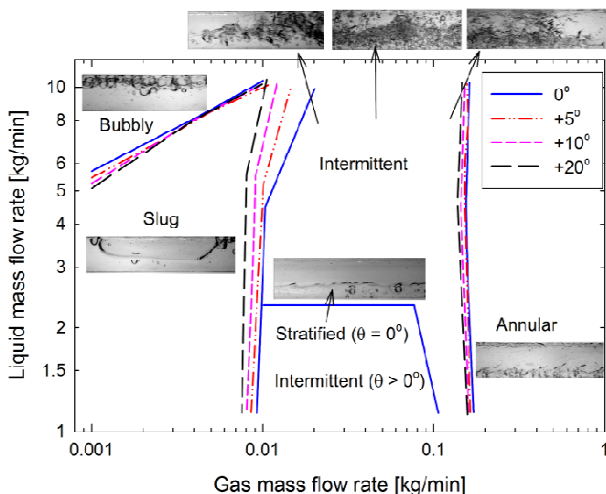 10
8
6
5
4
3
2
1.5
1
Liquid mass flow rate [kg/min]
Bubbly
Slug
Intermittent
0°
+5°
+10°
+20°
Stratified (θ = 0°)
Intermittent (θ > 0°)
Annular
0.001
0.01
0.1
1
Gas mass flow rate [kg/min]